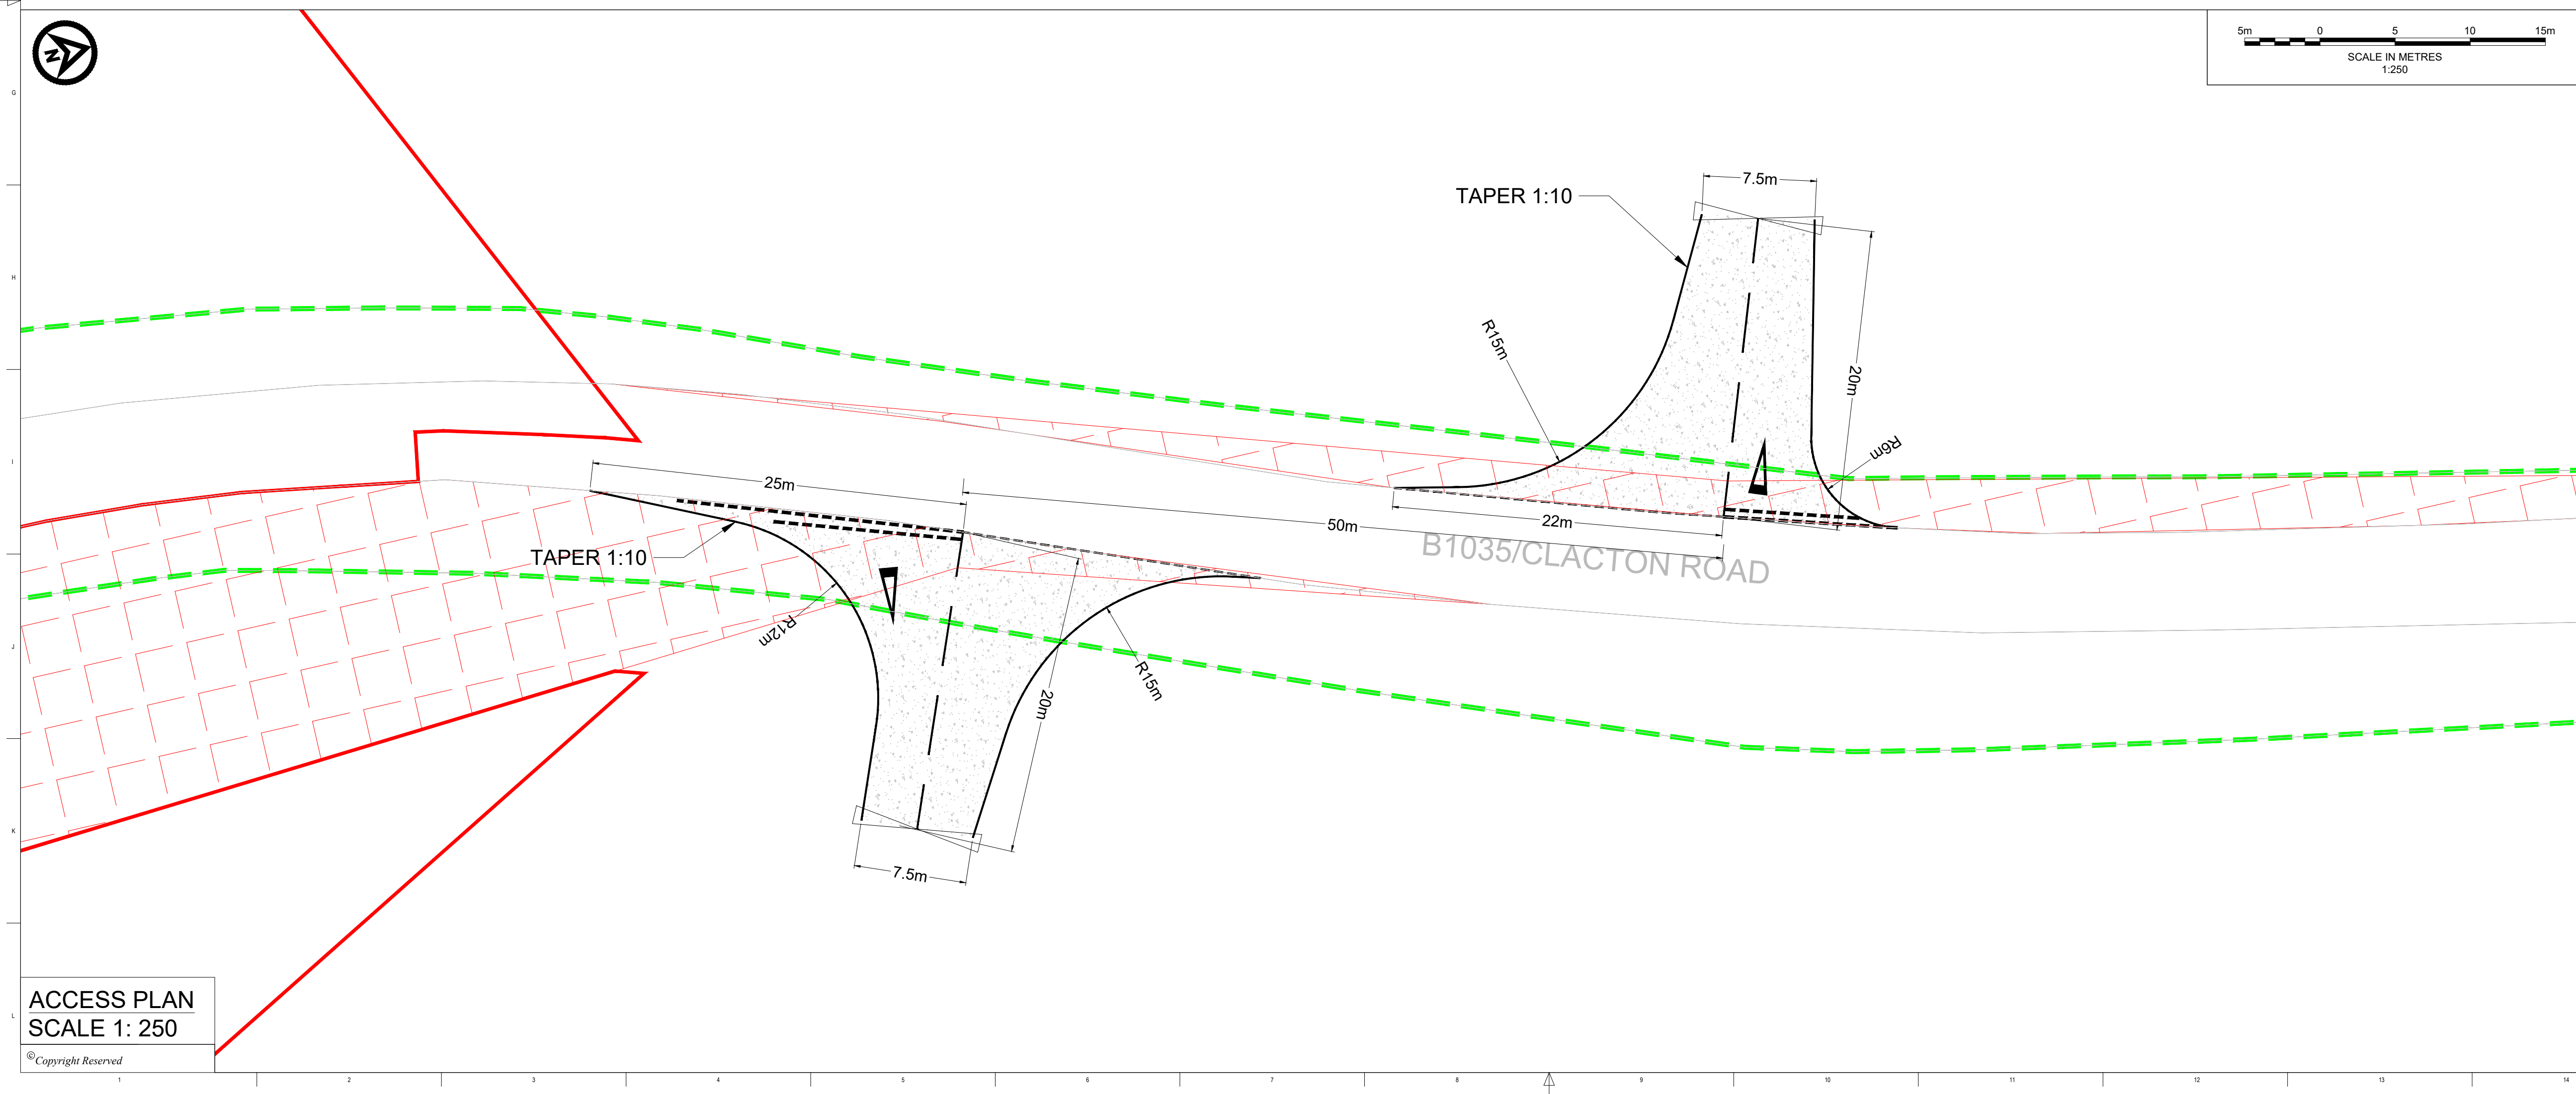 N
5m 0 5 10 15m
SCALE IN METRES
1:250
G
H
I
J
K
L
7.5m
TAPER 1:10
R15m
20m
R6m
25m
50m
22m
B1035/CLACTON ROAD
TAPER 1:10
R12m
R15m
20m
7.5m
ACCESS PLAN
SCALE 1: 250
©Copyright Reserved
1 2 3 4 5 6 7 8 9 10 11 12 13 14